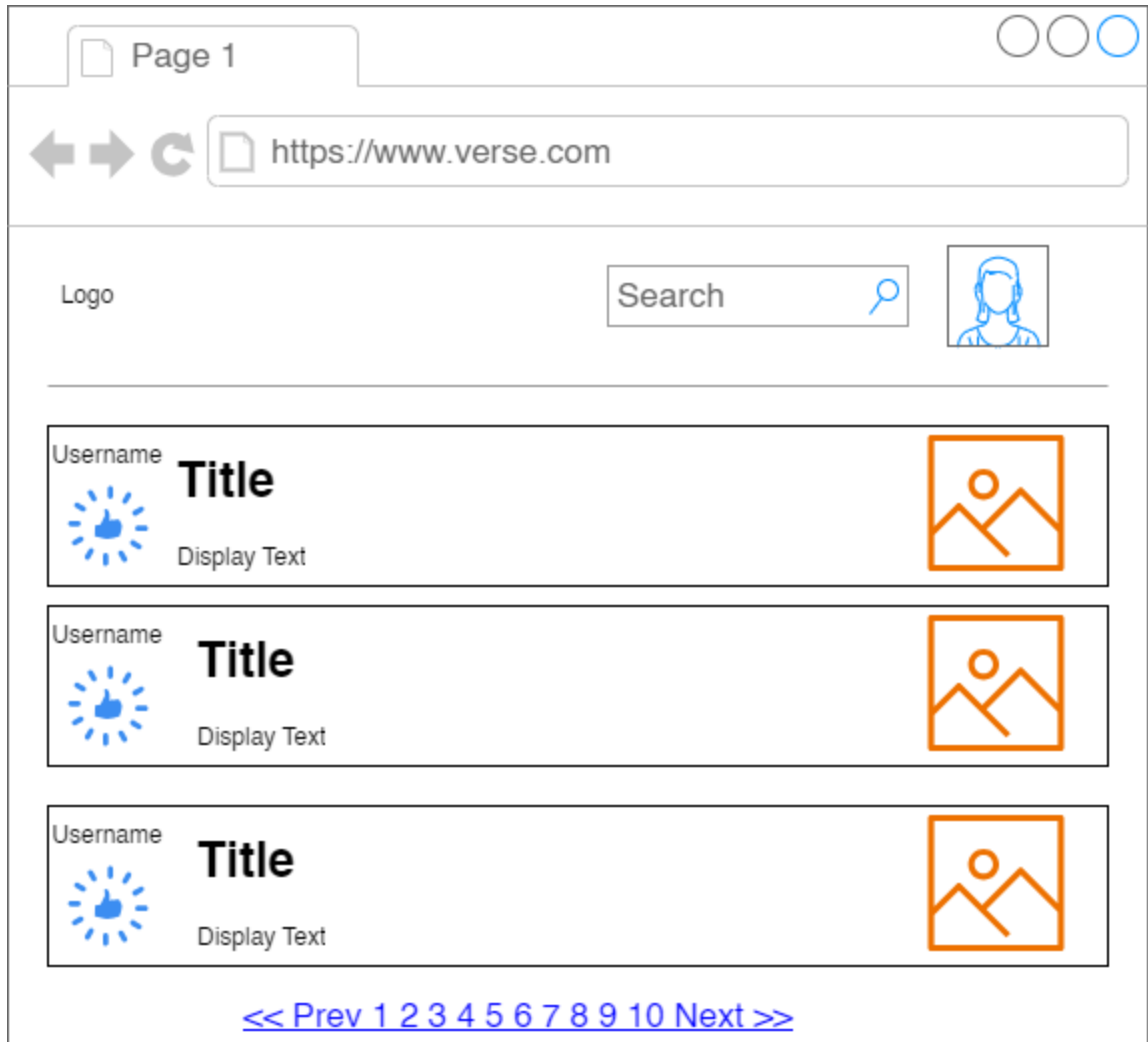 Page 1
https://www.verse.com
Logo
Search
Username
Title
Display Text
Username
Title
Display Text
Username
Title
Display Text
<< Prev 1 2 3 4 5 6 7 8 9 10 Next >>